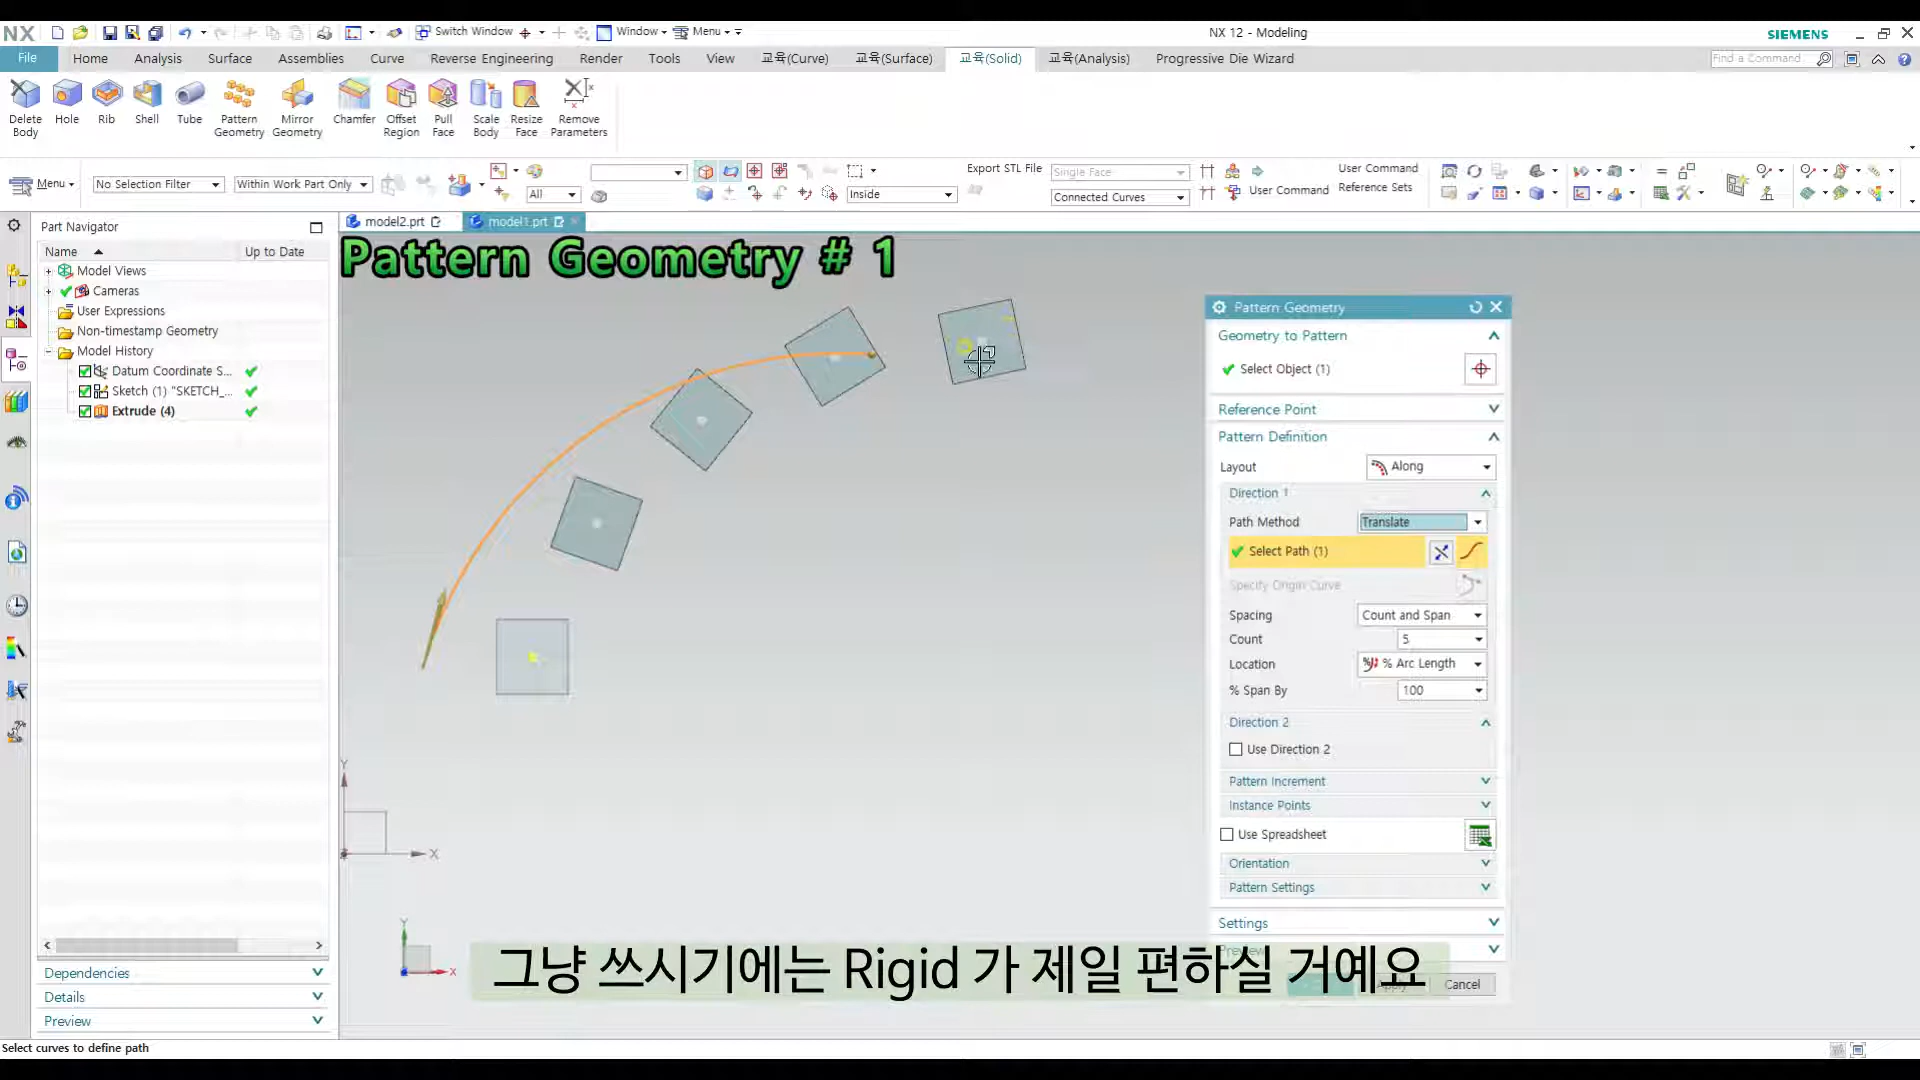 NX
Switch Window
Window
Menu
NX 12 - Modeling
SIEMENS
File
Home
Analysis
Surface
Assemblies
Curve
Reverse Engineering
Render
Tools
View
교육(Curve)
교육(Surface)
교육(Solid)
교육(Analysis)
Progressive Die Wizard
Find a Command
Delete Body
Hole
Rib
Shell
Tube
Pattern Geometry
Mirror Geometry
Chamfer
Offset Region
Pull Face
Scale Body
Resize Face
Remove Parameters
Menu
No Selection Filter
Within Work Part Only
All
Inside
Export STL File
Single Face
Connected Curves
User Command
User Command
Reference Sets
Part Navigator
model2.prt
model1.prt
Name
Up to Date
Model Views
Cameras
User Expressions
Non-timestamp Geometry
Model History
Datum Coordinate S...
Sketch (1) "SKETCH_...
Extrude (4)
Dependencies
Details
Preview
Pattern Geometry # 1
Y
X
Y
X
Pattern Geometry
Geometry to Pattern
Select Object (1)
Reference Point
Pattern Definition
Layout
Along
Direction 1
Path Method
Translate
Select Path (1)
Specify Origin Curve
Spacing
Count and Span
Count
5
Location
% Arc Length
% Span By
100
Direction 2
Use Direction 2
Pattern Increment
Instance Points
Use Spreadsheet
Orientation
Pattern Settings
Settings
Cancel
그냥 쓰시기에는 Rigid 가 제일 편하실 거예요
Select curves to define path